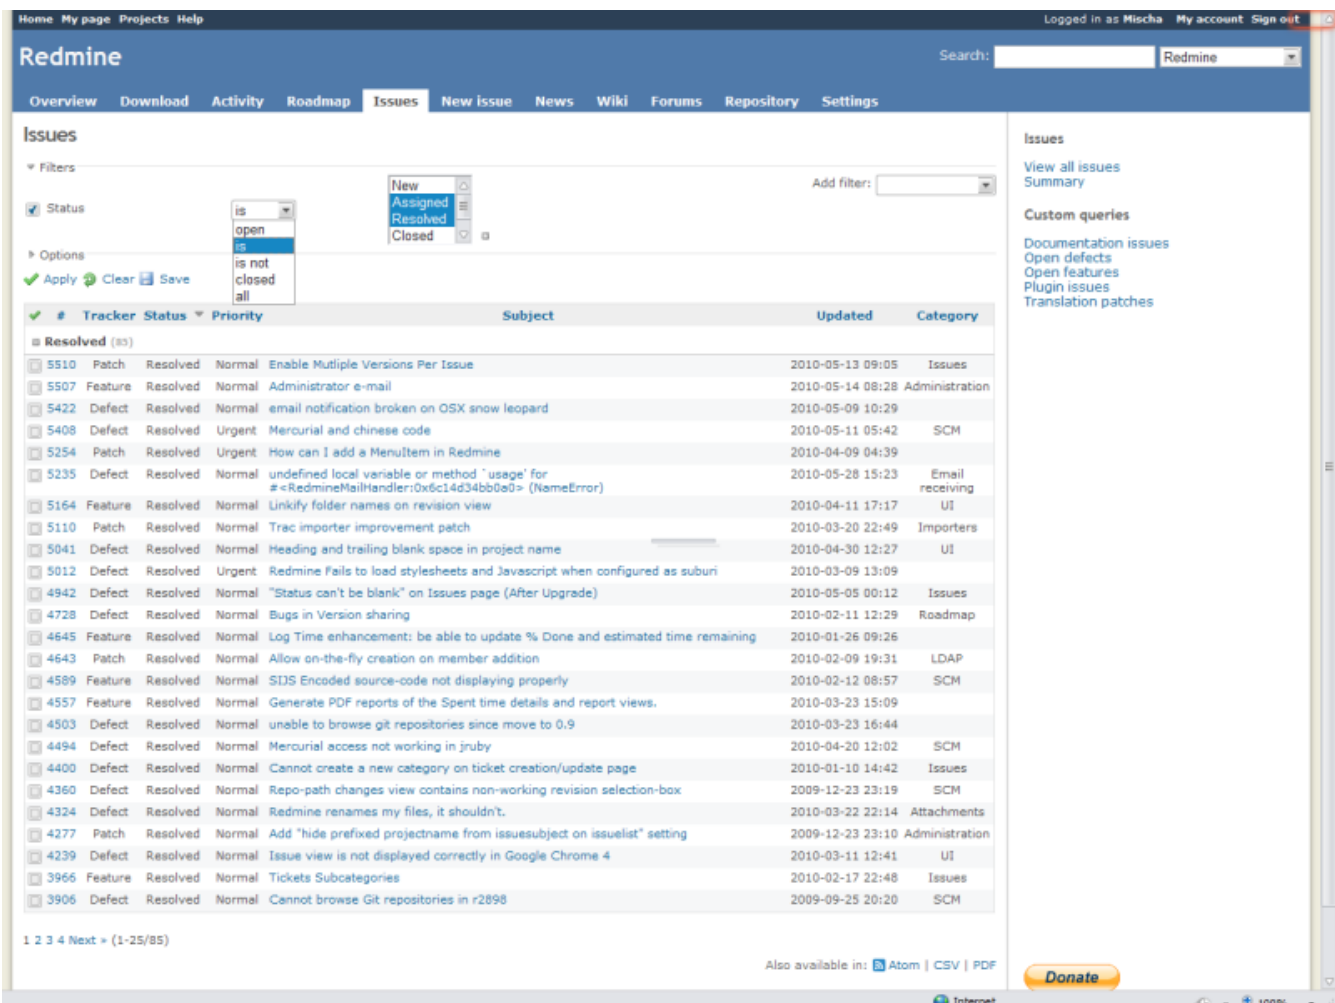 Home My page Projects Help Logged in as Mischa My account Sign out
Redmine Search: Redmine
Overview Download Activity Roadmap Issues New issue News Wiki Forums Repository Settings
Issues
Filters
Status is
open
is
is not
closed
all
New
Assigned
Resolved
Closed
Add filter:
Options
Apply Clear Save
# Tracker Status Priority Subject Updated Category
Resolved (85)
5510 Patch Resolved Normal Enable Mutliple Versions Per Issue 2010-05-13 09:05 Issues
5507 Feature Resolved Normal Administrator e-mail 2010-05-14 08:28 Administration
5422 Defect Resolved Normal email notification broken on OSX snow leopard 2010-05-09 10:29
5408 Defect Resolved Urgent Mercurial and chinese code 2010-05-11 05:42 SCM
5254 Patch Resolved Urgent How can I add a MenuItem in Redmine 2010-04-09 04:39
5235 Defect Resolved Normal undefined local variable or method `usage' for 2010-05-28 15:23 Email
#<RedmineMailHandler:0x6c14d34bb0a0> (NameError) receiving
5164 Feature Resolved Normal Linkify folder names on revision view 2010-04-11 17:17 UI
5110 Patch Resolved Normal Trac importer improvement patch 2010-03-20 22:49 Importers
5041 Defect Resolved Normal Heading and trailing blank space in project name 2010-04-30 12:27 UI
5012 Defect Resolved Urgent Redmine Fails to load stylesheets and Javascript when configured as suburi 2010-03-09 13:09
4942 Defect Resolved Normal "Status can't be blank" on Issues page (After Upgrade) 2010-05-05 00:12 Issues
4728 Defect Resolved Normal Bugs in Version sharing 2010-02-11 12:29 Roadmap
4645 Feature Resolved Normal Log Time enhancement: be able to update % Done and estimated time remaining 2010-01-26 09:26
4643 Patch Resolved Normal Allow on-the-fly creation on member addition 2010-02-09 19:31 LDAP
4589 Feature Resolved Normal SIJS Encoded source-code not displaying properly 2010-02-12 08:57 SCM
4557 Feature Resolved Normal Generate PDF reports of the Spent time details and report views. 2010-03-23 15:09
4503 Defect Resolved Normal unable to browse git repositories since move to 0.9 2010-03-23 16:44
4494 Defect Resolved Normal Mercurial access not working in jruby 2010-04-20 12:02 SCM
4400 Defect Resolved Normal Cannot create a new category on ticket creation/update page 2010-01-10 14:42 Issues
4360 Defect Resolved Normal Repo-path changes view contains non-working revision selection-box 2009-12-23 23:19 SCM
4324 Defect Resolved Normal Redmine renames my files, it shouldn't. 2010-03-22 22:14 Attachments
4277 Patch Resolved Normal Add "hide prefixed projectname from issuesubject on issuelist" setting 2009-12-23 23:10 Administration
4239 Defect Resolved Normal Issue view is not displayed correctly in Google Chrome 4 2010-03-11 12:41 UI
3966 Feature Resolved Normal Tickets Subcategories 2010-02-17 22:48 Issues
3906 Defect Resolved Normal Cannot browse Git repositories in r2898 2009-09-25 20:20 SCM
1 2 3 4 Next » (1-25/85)
Also available in: Atom | CSV | PDF
Issues
View all issues
Summary
Custom queries
Documentation issues
Open defects
Open features
Plugin issues
Translation patches
Donate
Internet 100%